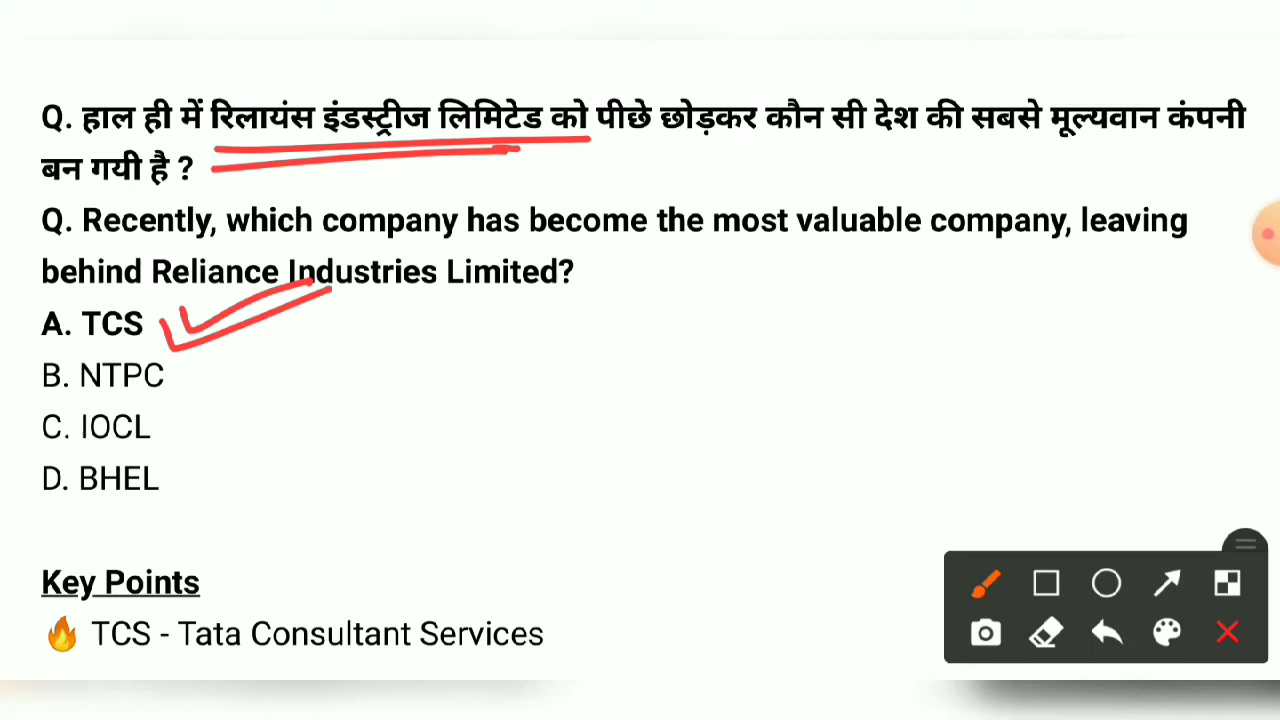 Q. हाल ही में रिलायंस इंडस्ट्रीज लिमिटेड को पीछे छोड़कर कौन सी देश की सबसे मूल्यवान कंपनी
बन गयी है ?
Q. Recently, which company has become the most valuable company, leaving
behind Reliance Industries Limited?
A. TCS
B. NTPC
C. IOCL
D. BHEL
Key Points
🔥 TCS - Tata Consultant Services